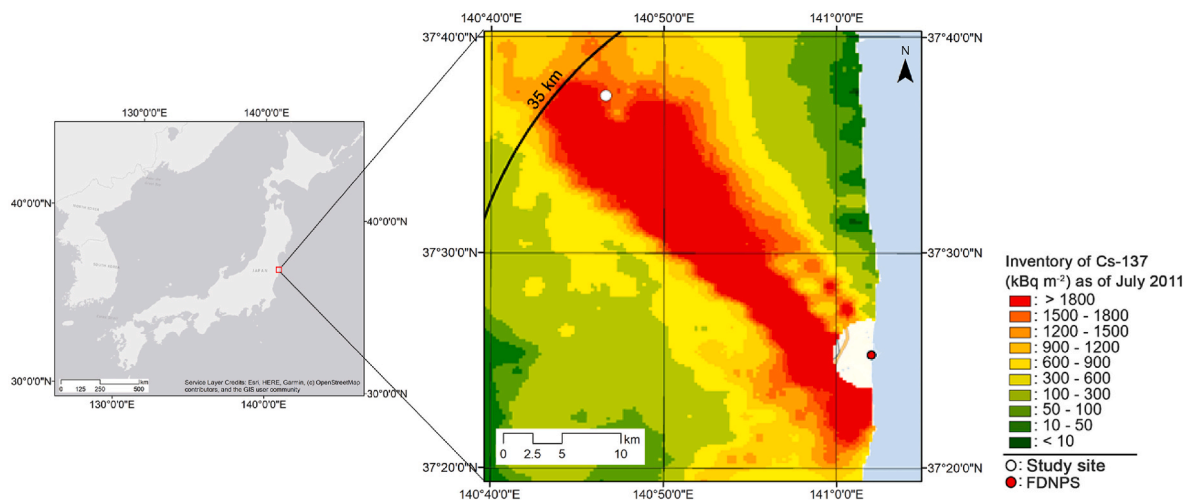 130°0'0"E 140°0'0"E
40°0'0"N 40°0'0"N
30°0'0"N 30°0'0"N
130°0'0"E 140°0'0"E
0 125 250 500 km
Service Layer Credits: Esri, HERE, Garmin, (c) OpenStreetMap
contributors, and the GIS user community
140°40'0"E 140°50'0"E 141°0'0"E
37°40'0"N 37°40'0"N
N
35 km
37°30'0"N 37°30'0"N
37°20'0"N 37°20'0"N
km
0 2.5 5 10
140°40'0"E 140°50'0"E 141°0'0"E
Inventory of Cs-137
(kBq m⁻²) as of July 2011
: > 1800
: 1500 - 1800
: 1200 - 1500
: 900 - 1200
: 600 - 900
: 300 - 600
: 100 - 300
: 50 - 100
: 10 - 50
: < 10
: Study site
: FDNPS